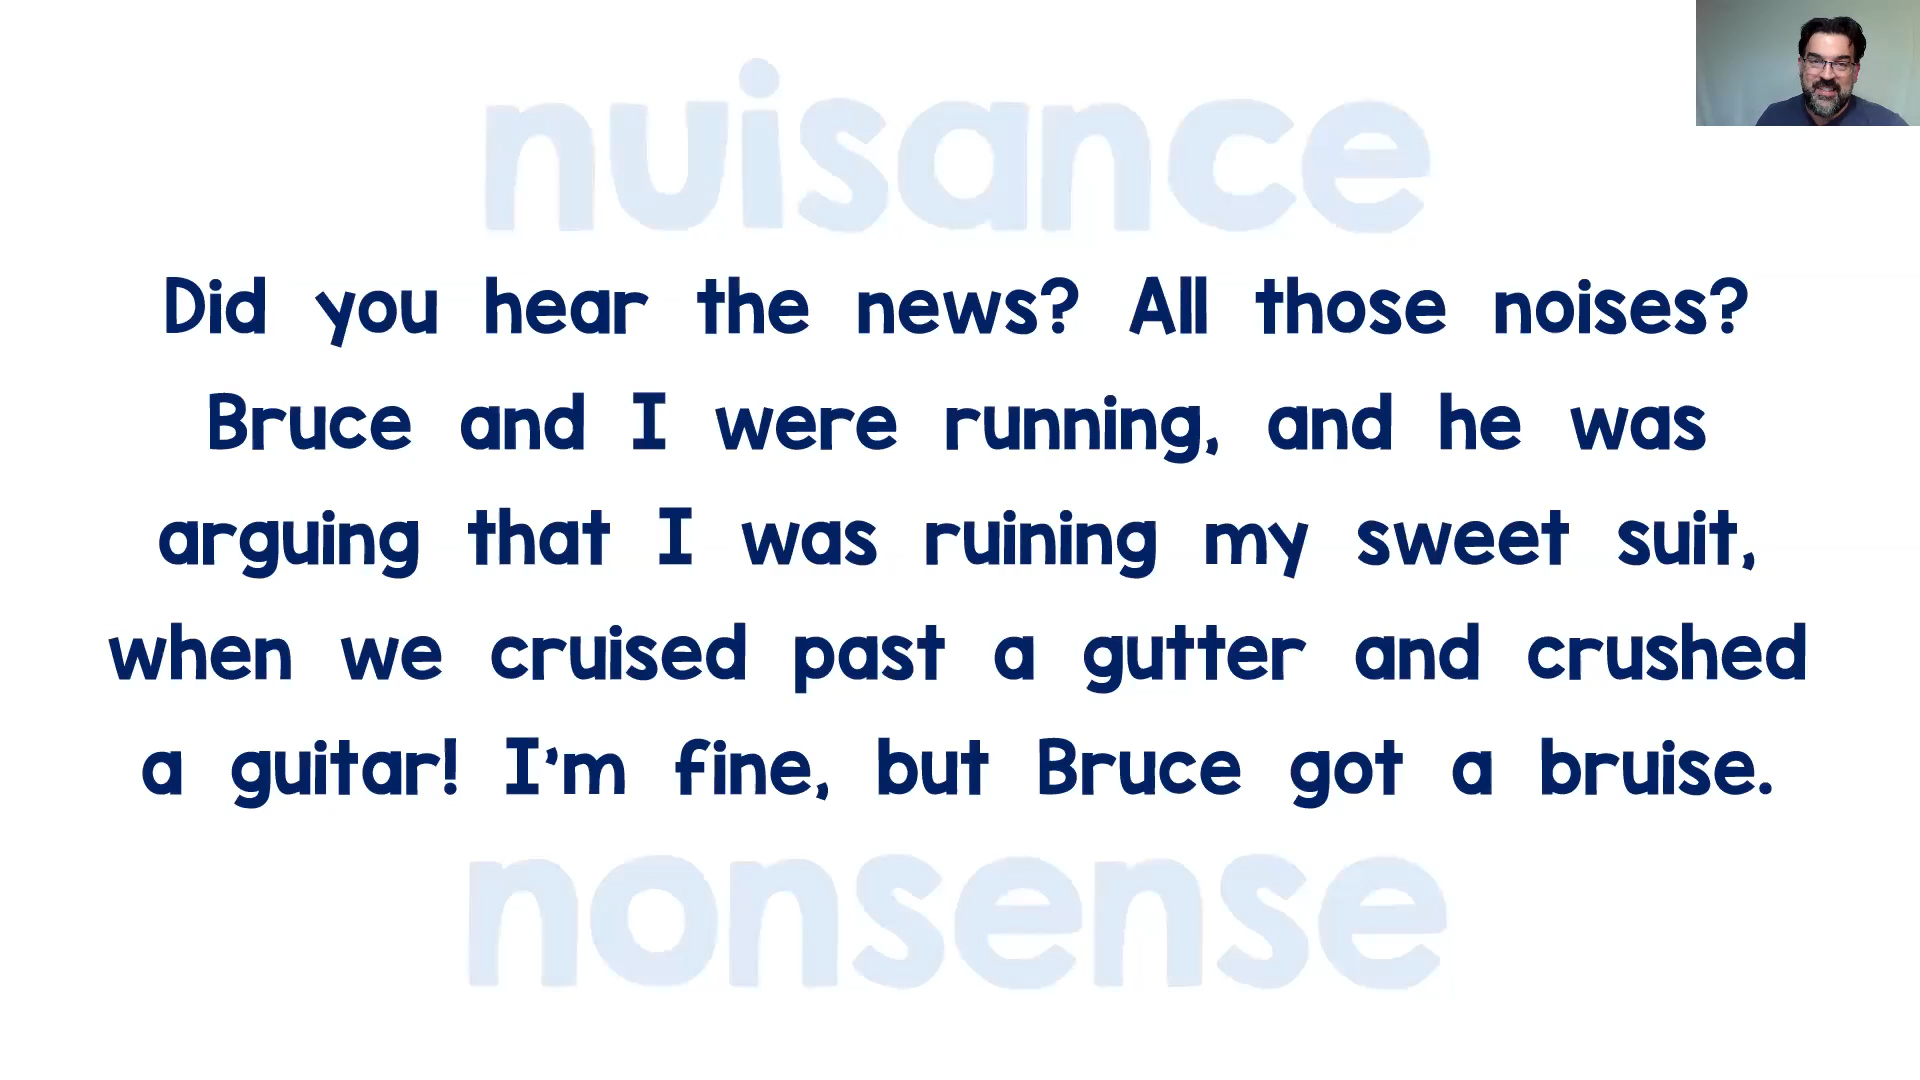 nuisance
Did you hear the news? All those noises?
Bruce and I were running, and he was
arguing that I was ruining my sweet suit,
when we cruised past a gutter and crushed
a guitar! I'm fine, but Bruce got a bruise.
nonsense